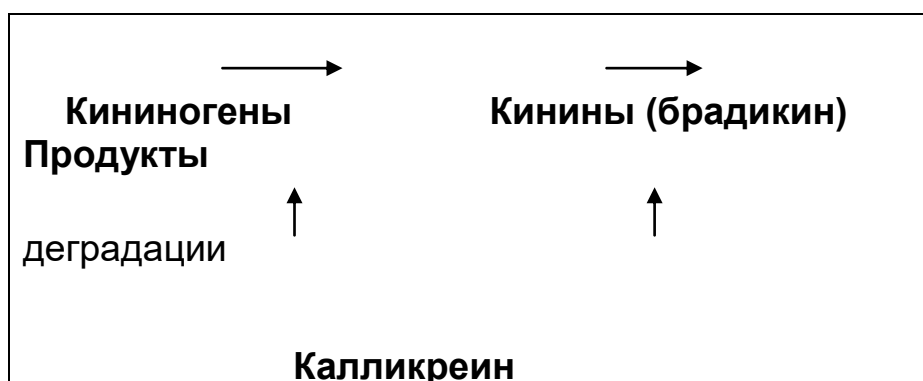 Кининогены Кинины (брадикин)
Продукты
деградации
Калликреин